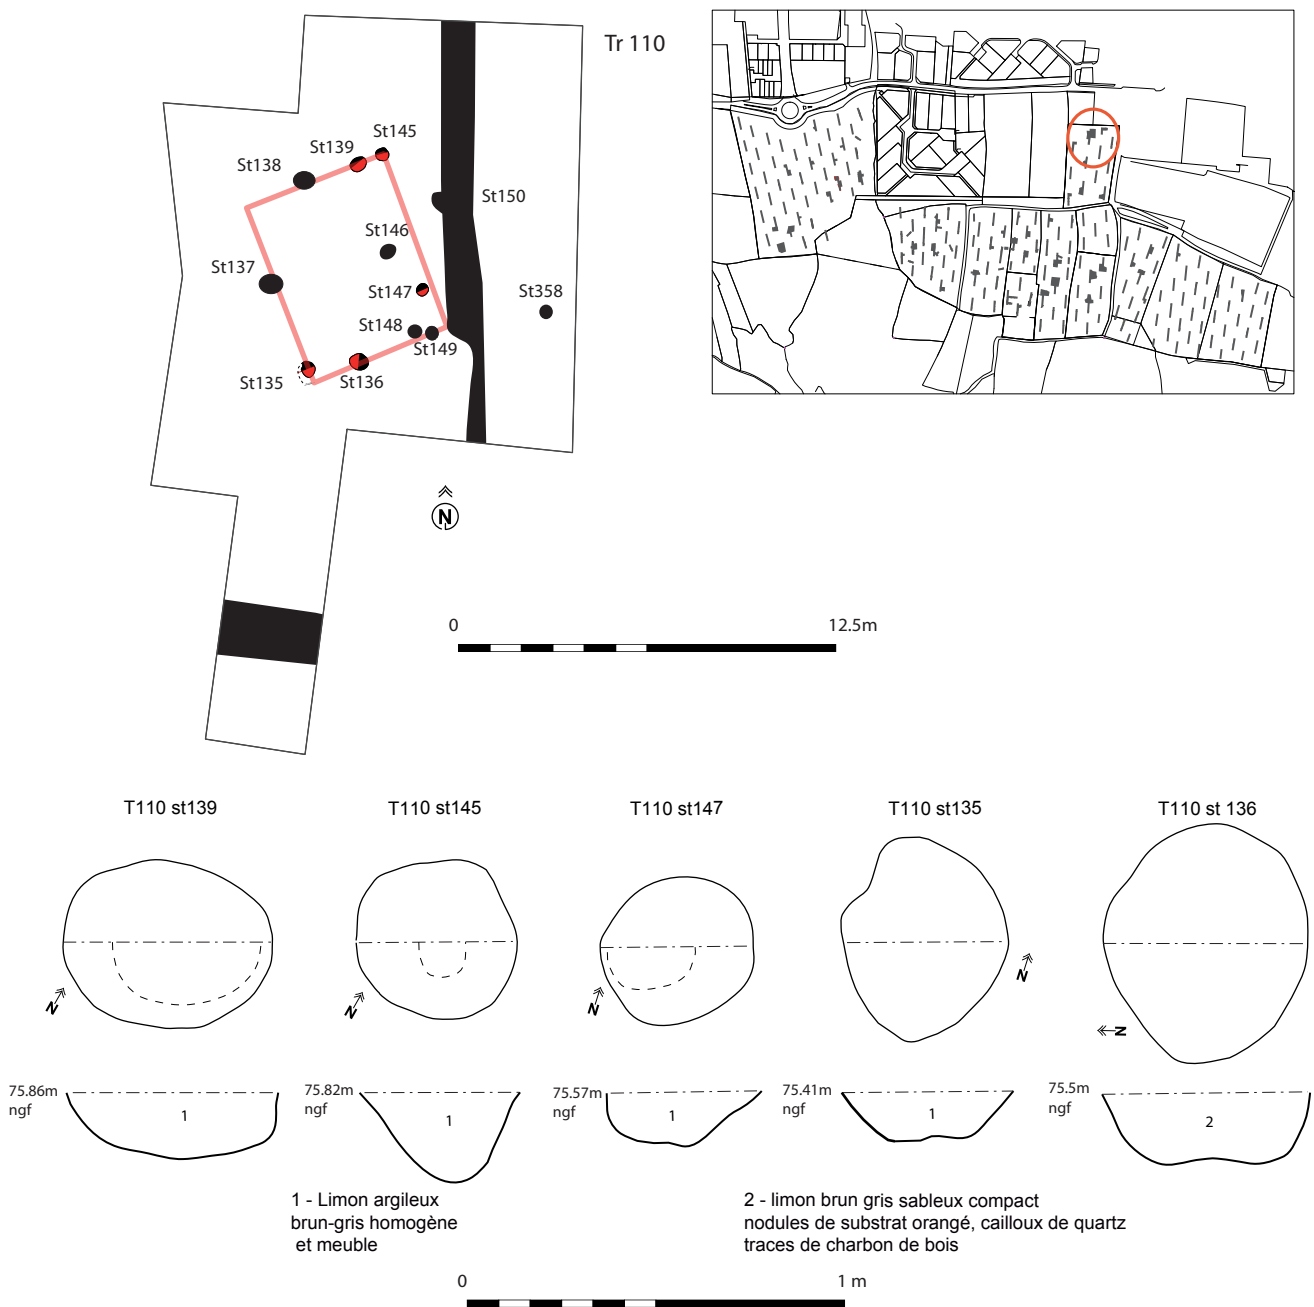 Tr 110
St145
St139
St138
St150
St146
St137
St147
St358
St148
St149
St135
St136
N
0 12.5m
T110 st139
T110 st145
T110 st147
T110 st135
T110 st 136
N
N
N
N
N
75.86m
ngf
1
75.82m
ngf
1
75.57m
ngf
1
75.41m
ngf
1
75.5m
ngf
2
1 - Limon argileux
brun-gris homogène
et meuble
2 - limon brun gris sableux compact
nodules de substrat orangé, cailloux de quartz
traces de charbon de bois
0 1 m